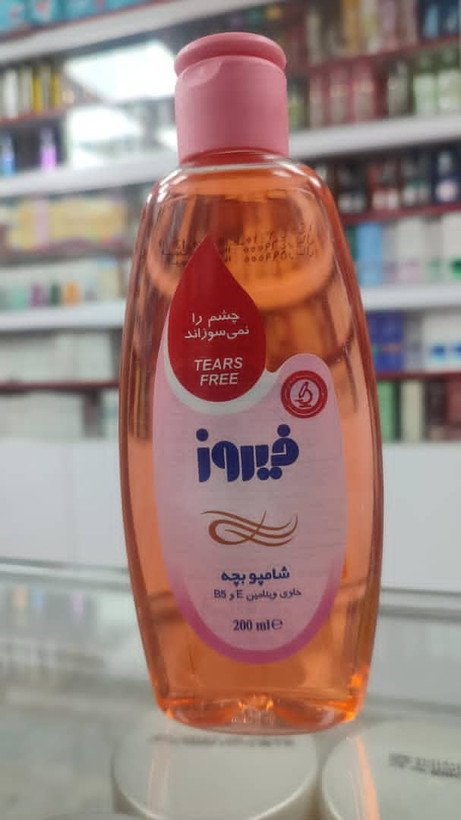 چشم را
نمی‌سوزاند
TEARS
FREE
فیروز
شامپو بچه
حاوی ویتامین E و B5
200 ml e